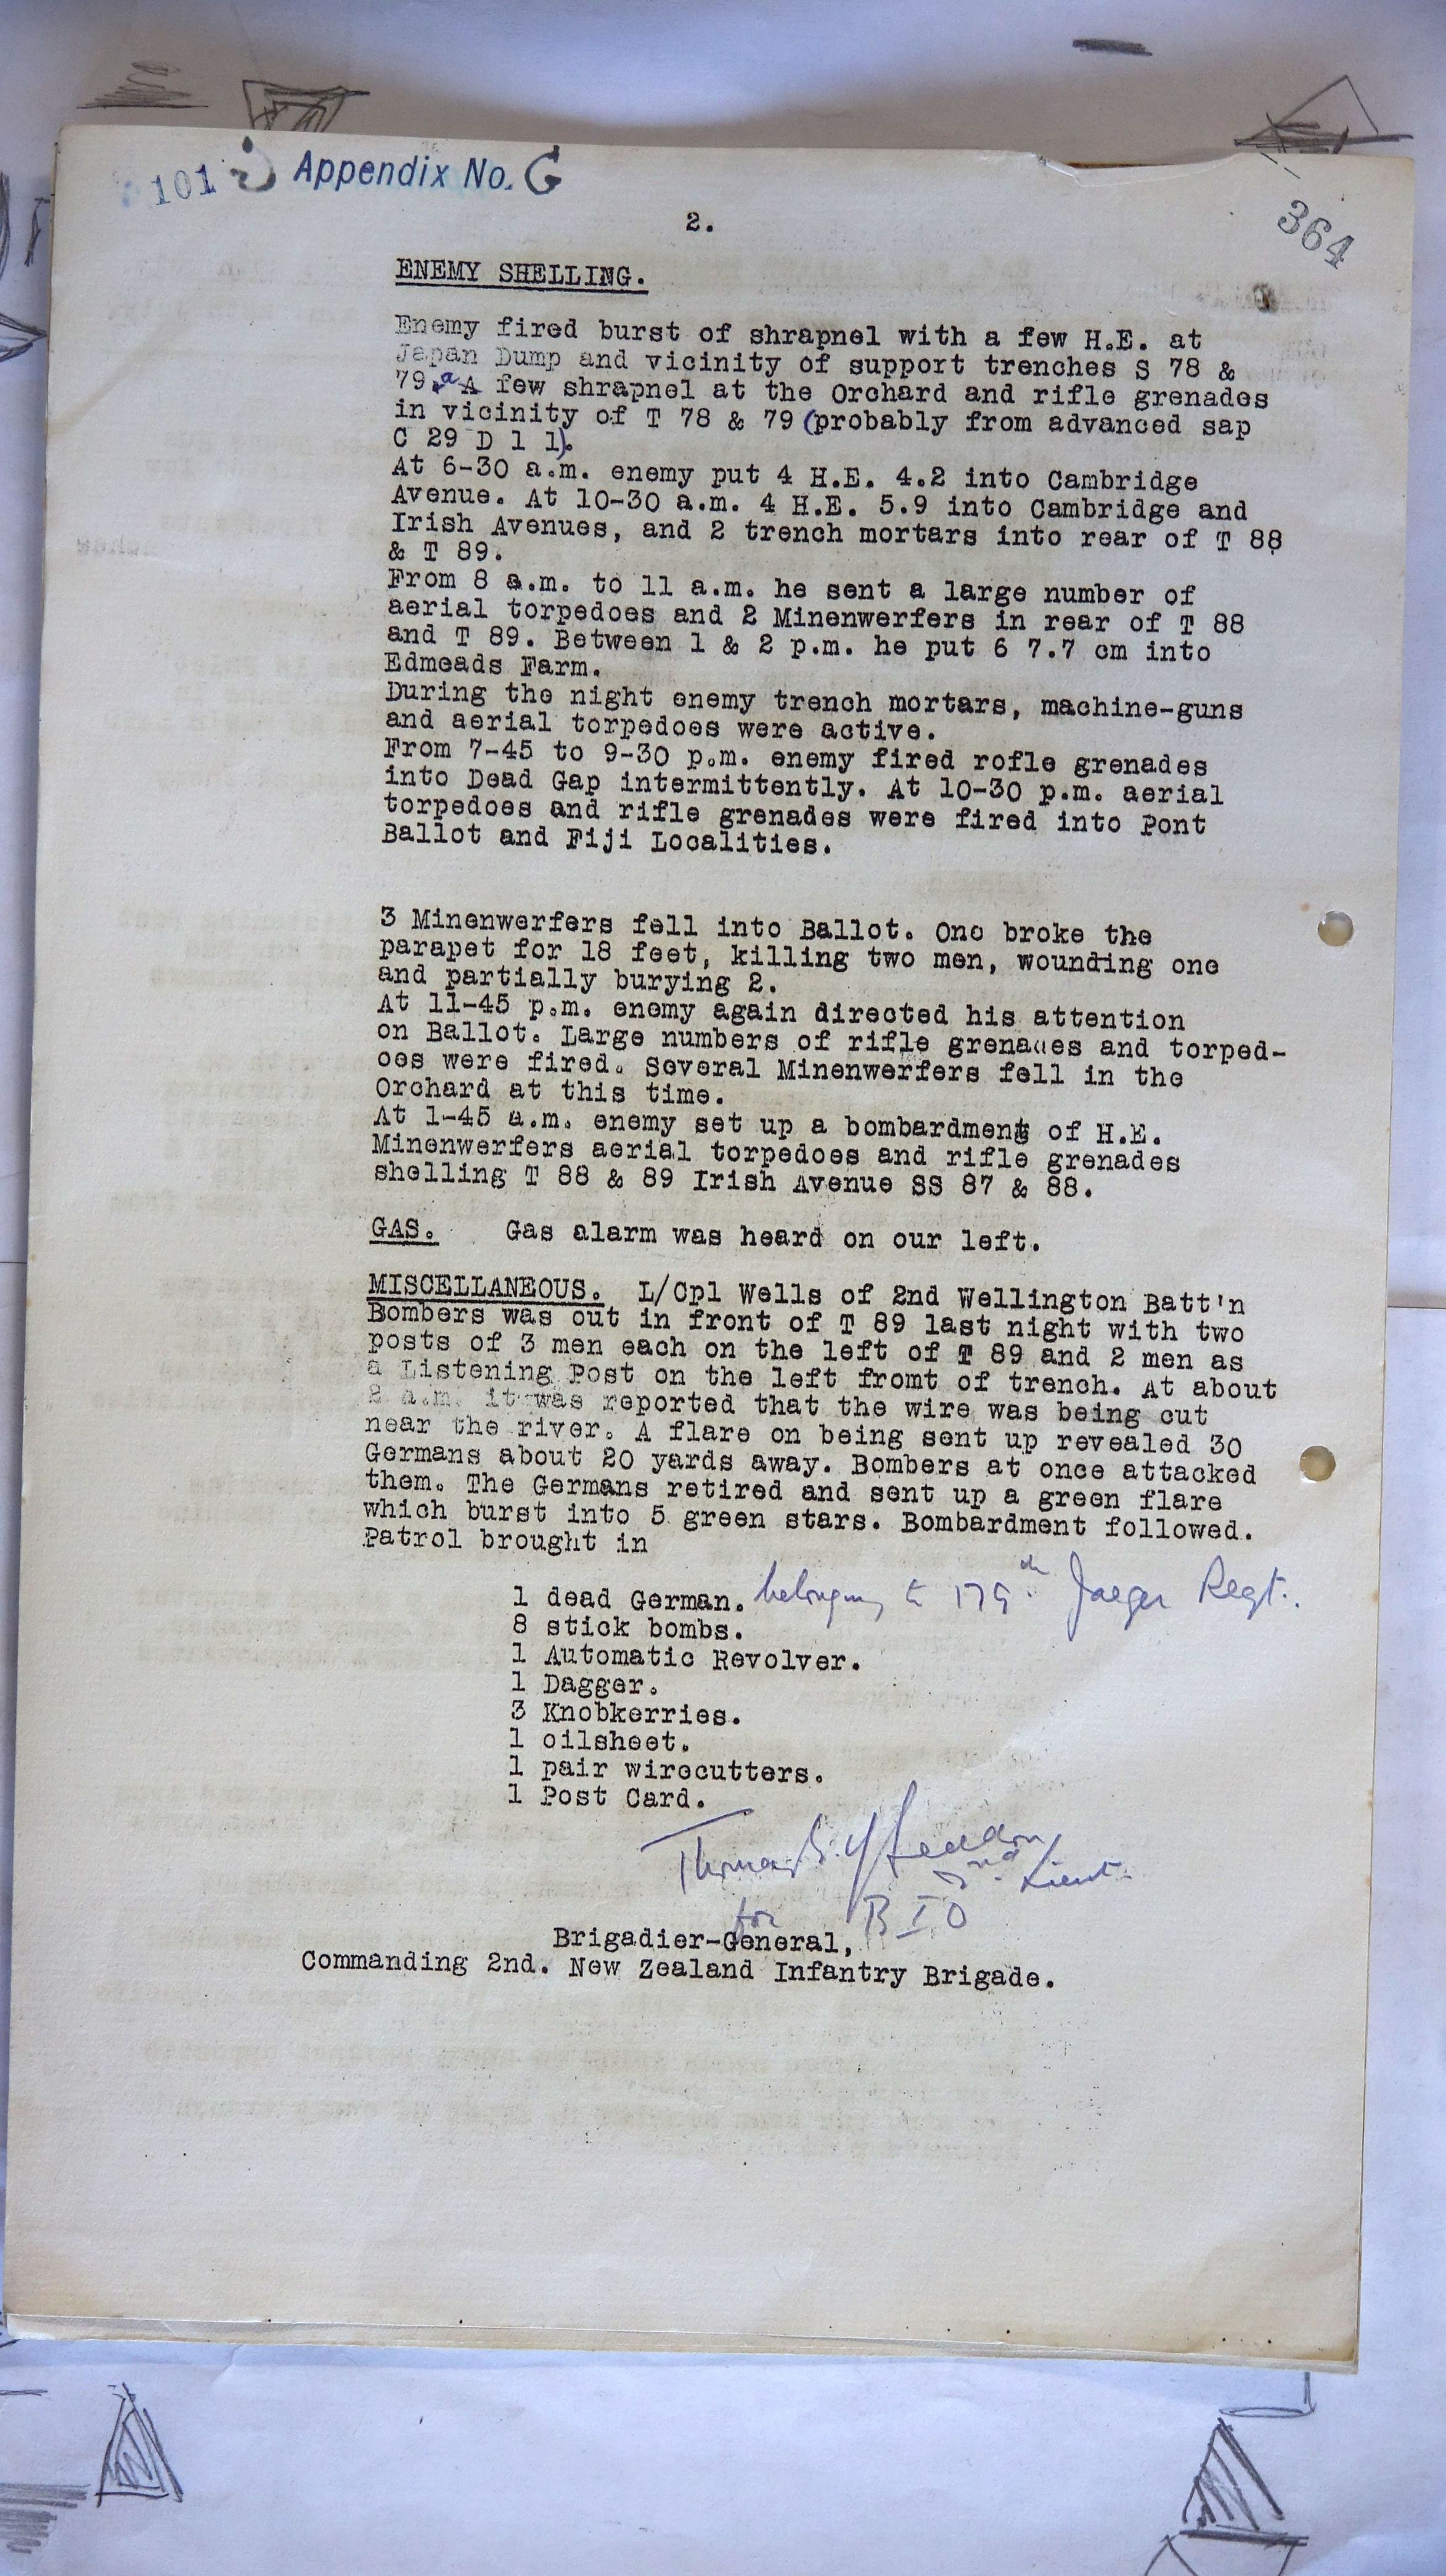 101
Appendix No. G
364
2.
ENEMY SHELLING.
Enemy fired burst of shrapnel with a few H.E. at
Japan Dump and vicinity of support trenches S 78 &
79, a A few shrapnel at the Orchard and rifle grenades
in vicinity of T 78 & 79 (probably from advanced sap
C 29 D 1 1).
At 6-30 a.m. enemy put 4 H.E. 4.2 into Cambridge
Avenue. At 10-30 a.m. 4 H.E. 5.9 into Cambridge and
Irish Avenues, and 2 trench mortars into rear of T 88
& T 89.
From 8 a.m. to 11 a.m. he sent a large number of
aerial torpedoes and 2 Minenwerfers in rear of T 88
and T 89. Between 1 & 2 p.m. he put 6 7.7 cm into
Edmeads Farm.
During the night enemy trench mortars, machine-guns
and aerial torpedoes were active.
From 7-45 to 9-30 p.m. enemy fired rofle grenades
into Dead Gap intermittently. At 10-30 p.m. aerial
torpedoes and rifle grenades were fired into Pont
Ballot and Fiji Localities.
3 Minenwerfers fell into Ballot. One broke the
parapet for 18 feet, killing two men, wounding one
and partially burying 2.
At 11-45 p.m. enemy again directed his attention
on Ballot. Large numbers of rifle grenades and torped-
oes were fired. Several Minenwerfers fell in the
Orchard at this time.
At 1-45 a.m. enemy set up a bombardment of H.E.
Minenwerfers aerial torpedoes and rifle grenades
shelling T 88 & 89 Irish Avenue SS 87 & 88.
GAS. Gas alarm was heard on our left.
MISCELLANEOUS. L/Cpl Wells of 2nd Wellington Batt'n
Bombers was out in front of T 89 last night with two
posts of 3 men each on the left of T 89 and 2 men as
a Listening Post on the left fromt of trench. At about
2 a.m. it was reported that the wire was being cut
near the river. A flare on being sent up revealed 30
Germans about 20 yards away. Bombers at once attacked
them. The Germans retired and sent up a green flare
which burst into 5 green stars. Bombardment followed.
Patrol brought in
1 dead German. belonging to 179th Jaeger Regt.
8 stick bombs.
1 Automatic Revolver.
1 Dagger.
3 Knobkerries.
1 oilsheet.
1 pair wirecutters.
1 Post Card.
Thomas
2nd Lieut.
for B I O
Brigadier-General,
Commanding 2nd. New Zealand Infantry Brigade.